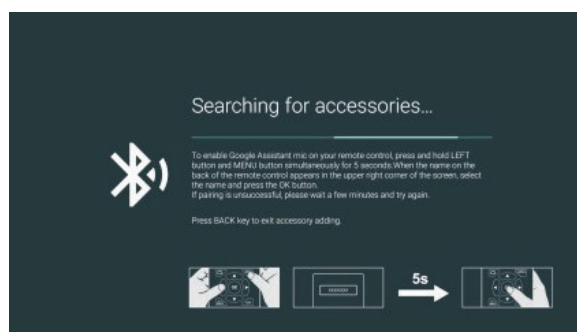 Searching for accessories...
To enable Google Assistant mic on your remote control, press and hold LEFT
button and MENU button simultaneously for 5 seconds.When the name on the
back of the remote control appears in the upper right corner of the screen, select
the name and press the OK button.
If pairing is unsuccessful, please wait a few minutes and try again.
Press BACK key to exit accessory adding.
5s
OK